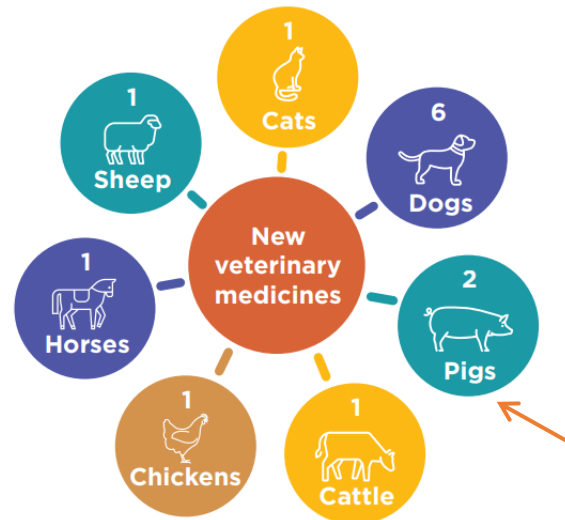 1
Cats
6
Dogs
2
Pigs
1
Cattle
1
Chickens
1
Horses
1
Sheep
New
veterinary
medicines